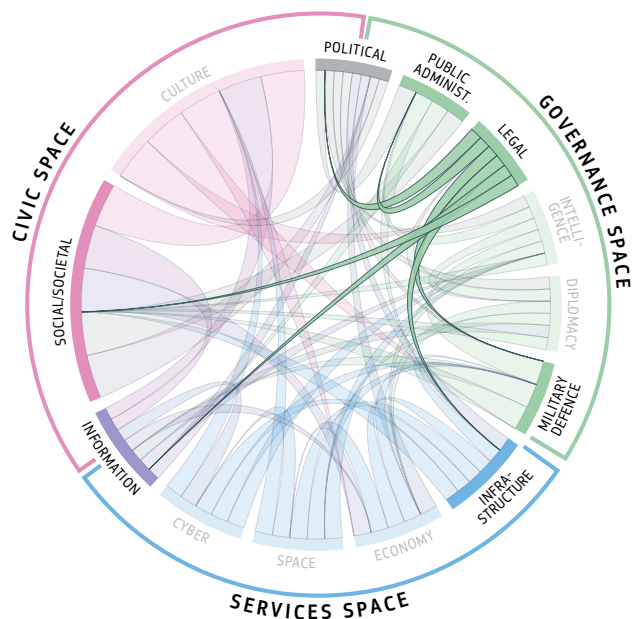 POLITICAL
PUBLIC
ADMINIST.
LEGAL
INTELLI-
GENCE
DIPLOMACY
MILITARY
DEFENCE
INFRA-
STRUCTURE
ECONOMY
SPACE
CYBER
INFORMATION
SOCIAL/SOCIETAL
CULTURE
CIVIC SPACE
GOVERNANCE SPACE
SERVICES SPACE